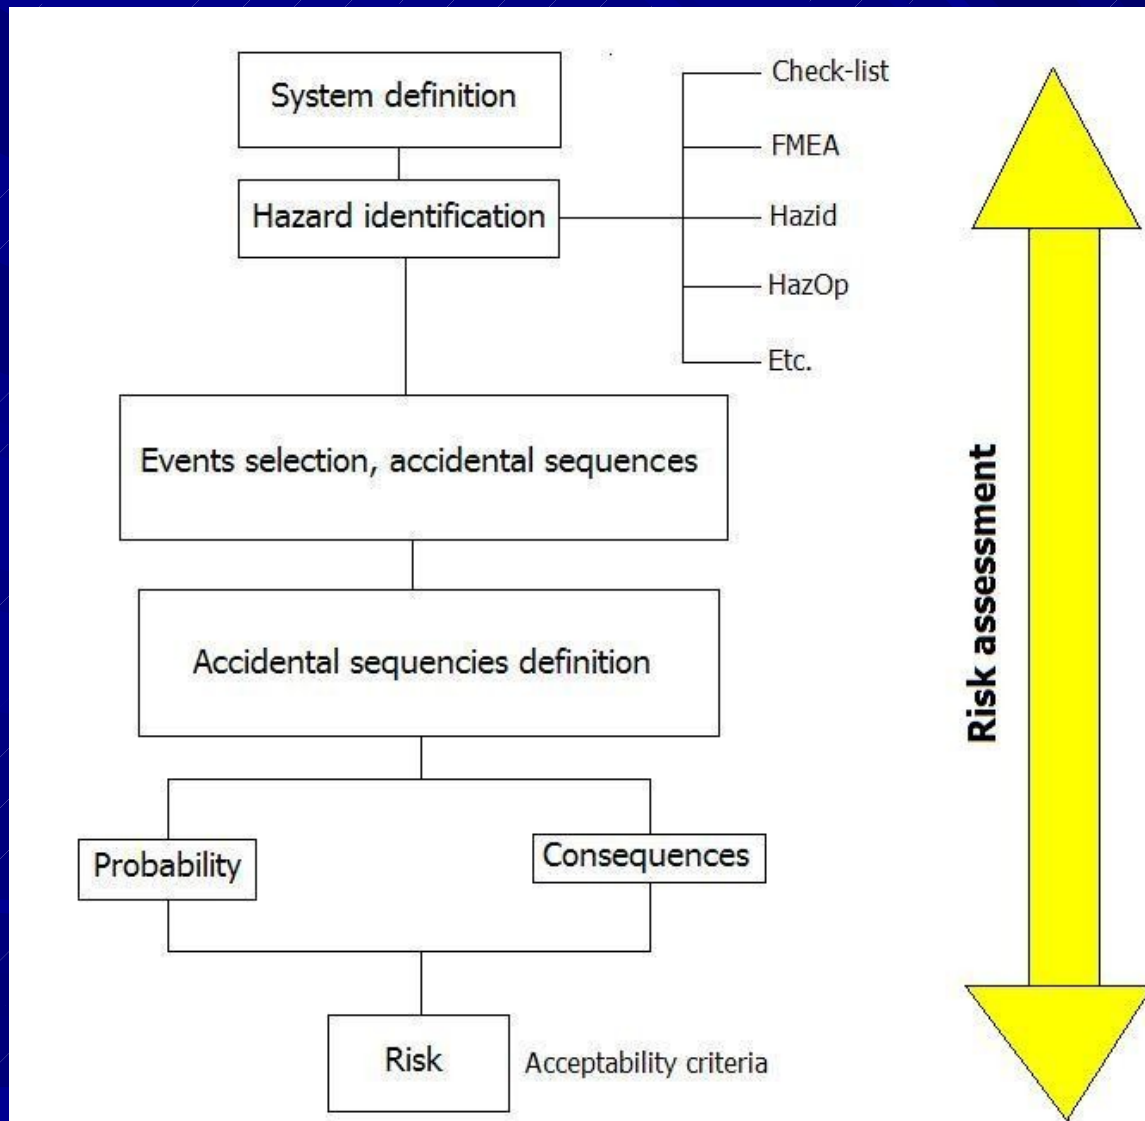 System definition
Hazard identification
Check-list
FMEA
Hazid
HazOp
Etc.
Events selection, accidental sequences
Accidental sequencies definition
Probability
Consequences
Risk
Acceptability criteria
Risk assessment